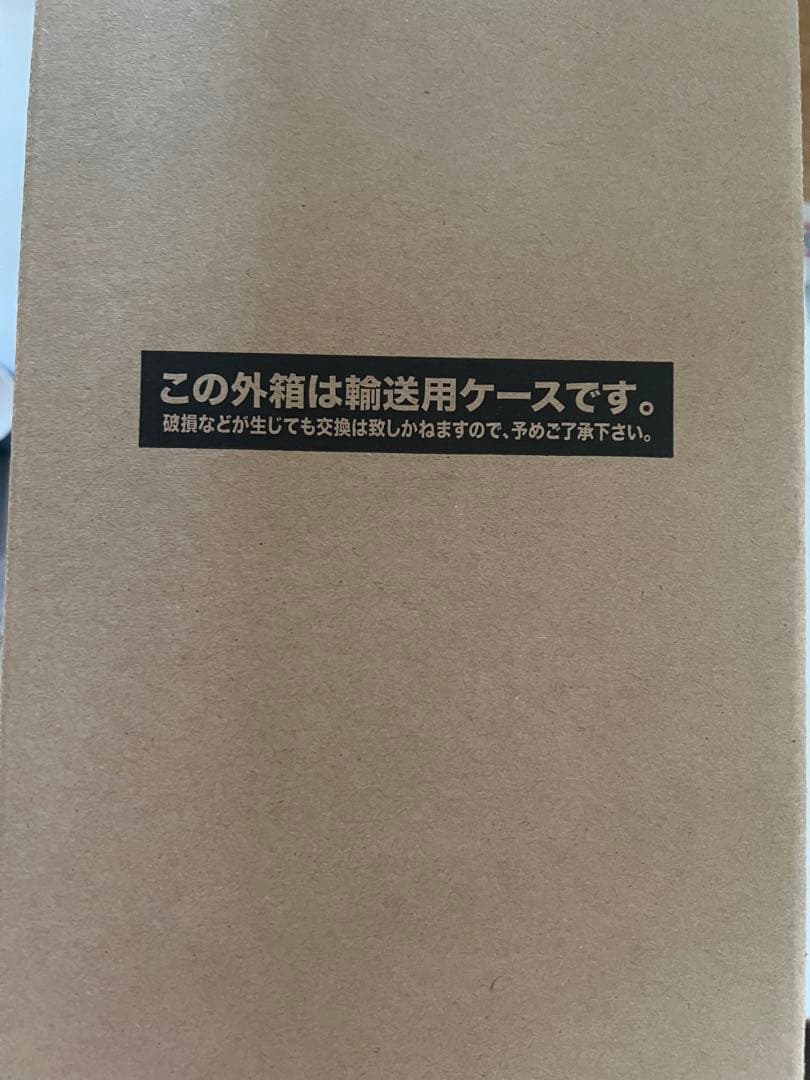 この外箱は輸送用ケースです。
破損などが生じても交換は致しかねますので、予めご了承下さい。